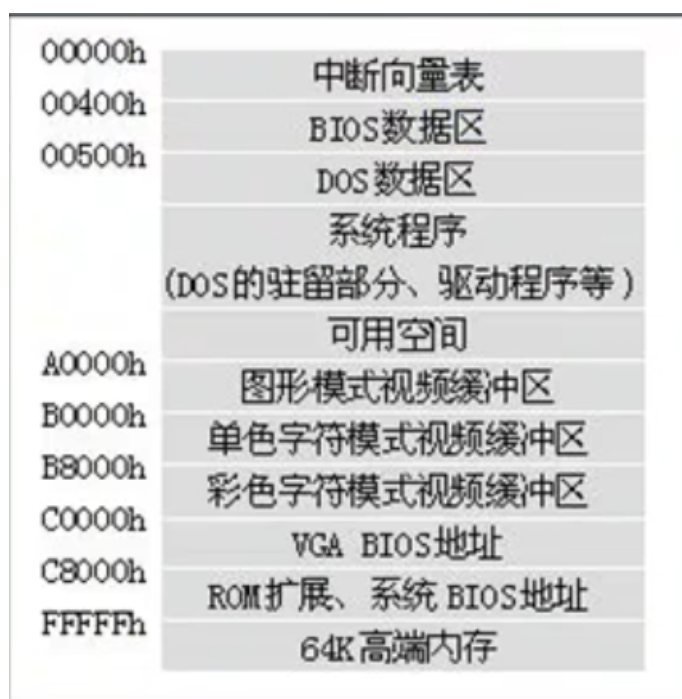 00000h
中断向量表
00400h
BIOS数据区
00500h
DOS数据区
系统程序
(DOS的驻留部分、驱动程序等)
可用空间
A0000h
图形模式视频缓冲区
B0000h
单色字符模式视频缓冲区
B8000h
彩色字符模式视频缓冲区
C0000h
VGA BIOS地址
C8000h
ROM扩展、系统BIOS地址
FFFFFh
64K高端内存